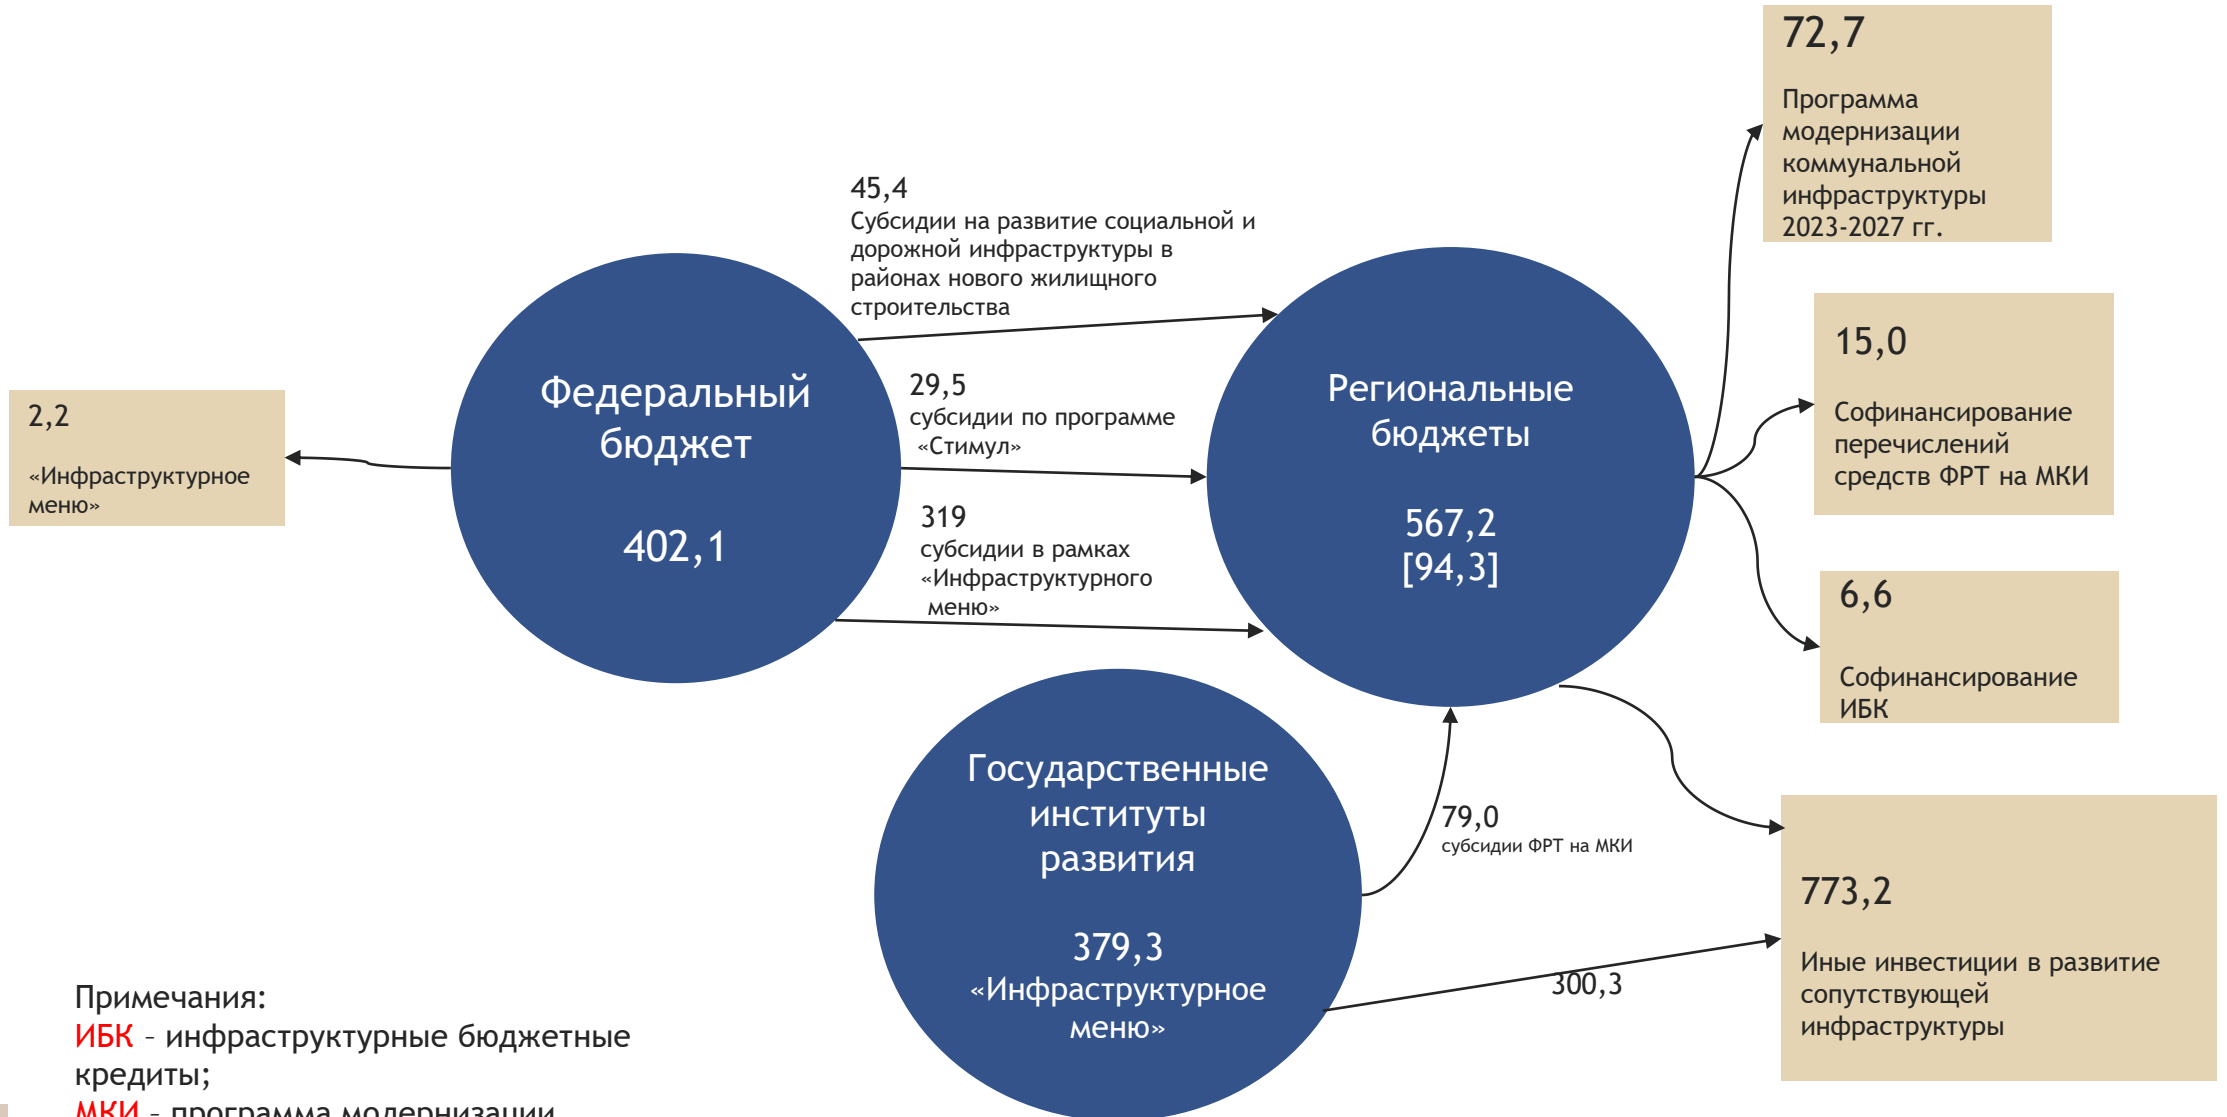 72,7
Программа
модернизации
коммунальной
инфраструктуры
2023-2027 гг.
45,4
Субсидии на развитие социальной и
дорожной инфраструктуры в
районах нового жилищного
строительства
2,2
«Инфраструктурное
меню»
Федеральный
бюджет
402,1
29,5
субсидии по программе
«Стимул»
319
субсидии в рамках
«Инфраструктурного
меню»
Региональные
бюджеты
567,2
[94,3]
15,0
Софинансирование
перечислений
средств ФРТ на МКИ
6,6
Софинансирование
ИБК
Государственные
институты
развития
379,3
«Инфраструктурное
меню»
79,0
субсидии ФРТ на МКИ
300,3
773,2
Иные инвестиции в развитие
сопутствующей
инфраструктуры
Примечания:
ИБК – инфраструктурные бюджетные
кредиты;
МКИ – программа модернизации